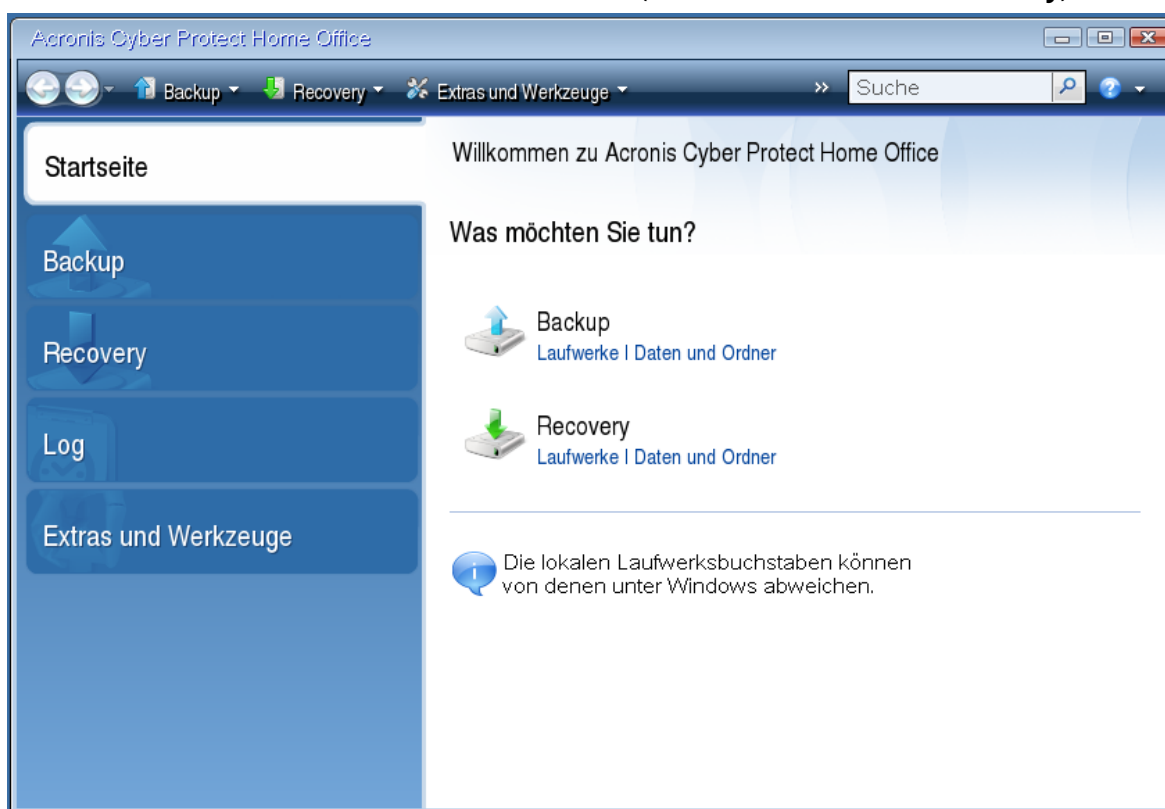 Acronis Cyber Protect Home Office
Backup
Recovery
Extras und Werkzeuge
»
Suche
Startseite
Backup
Recovery
Log
Extras und Werkzeuge
Willkommen zu Acronis Cyber Protect Home Office
Was möchten Sie tun?
Backup
Laufwerke | Daten und Ordner
Recovery
Laufwerke | Daten und Ordner
Die lokalen Laufwerksbuchstaben können
von denen unter Windows abweichen.